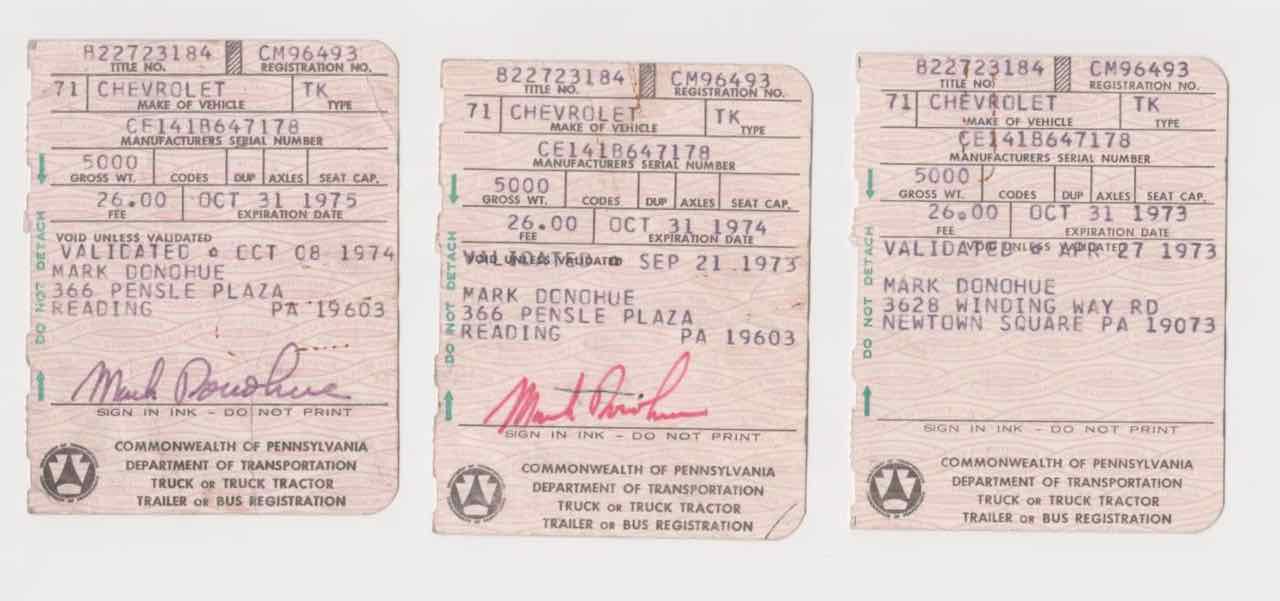 B22723184 CM96493
TITLE NO. REGISTRATION NO.
71 CHEVROLET TK
MAKE OF VEHICLE TYPE
CE141B647178
MANUFACTURERS SERIAL NUMBER
5000
GROSS WT. CODES DUP AXLES SEAT CAP.
26.00 OCT 31 1975
FEE EXPIRATION DATE
VOID UNLESS VALIDATED
VALIDATED OCT 08 1974
MARK DONOHUE
366 PENSLE PLAZA
READING PA 19603
DO NOT DETACH
Mark Donohue
SIGN IN INK - DO NOT PRINT
COMMONWEALTH OF PENNSYLVANIA
DEPARTMENT OF TRANSPORTATION
TRUCK OR TRUCK TRACTOR
TRAILER OR BUS REGISTRATION
B22723184 CM96493
TITLE NO. REGISTRATION NO.
71 CHEVROLET TK
MAKE OF VEHICLE TYPE
CE141B647178
MANUFACTURERS SERIAL NUMBER
5000
GROSS WT. CODES DUP AXLES SEAT CAP.
26.00 OCT 31 1974
FEE EXPIRATION DATE
VOID UNLESS VALIDATED
VALIDATED SEP 21 1973
MARK DONOHUE
366 PENSLE PLAZA
READING PA 19603
DO NOT DETACH
Mark Donohue
SIGN IN INK - DO NOT PRINT
COMMONWEALTH OF PENNSYLVANIA
DEPARTMENT OF TRANSPORTATION
TRUCK OR TRUCK TRACTOR
TRAILER OR BUS REGISTRATION
B22723184 CM96493
TITLE NO. REGISTRATION NO.
71 CHEVROLET TK
MAKE OF VEHICLE TYPE
CE141B647178
MANUFACTURERS SERIAL NUMBER
5000
GROSS WT. CODES DUP AXLES SEAT CAP.
26.00 OCT 31 1973
FEE EXPIRATION DATE
VOID UNLESS VALIDATED
VALIDATED APR 27 1973
MARK DONOHUE
3628 WINDING WAY RD
NEWTOWN SQUARE PA 19073
DO NOT DETACH
SIGN IN INK - DO NOT PRINT
COMMONWEALTH OF PENNSYLVANIA
DEPARTMENT OF TRANSPORTATION
TRUCK OR TRUCK TRACTOR
TRAILER OR BUS REGISTRATION